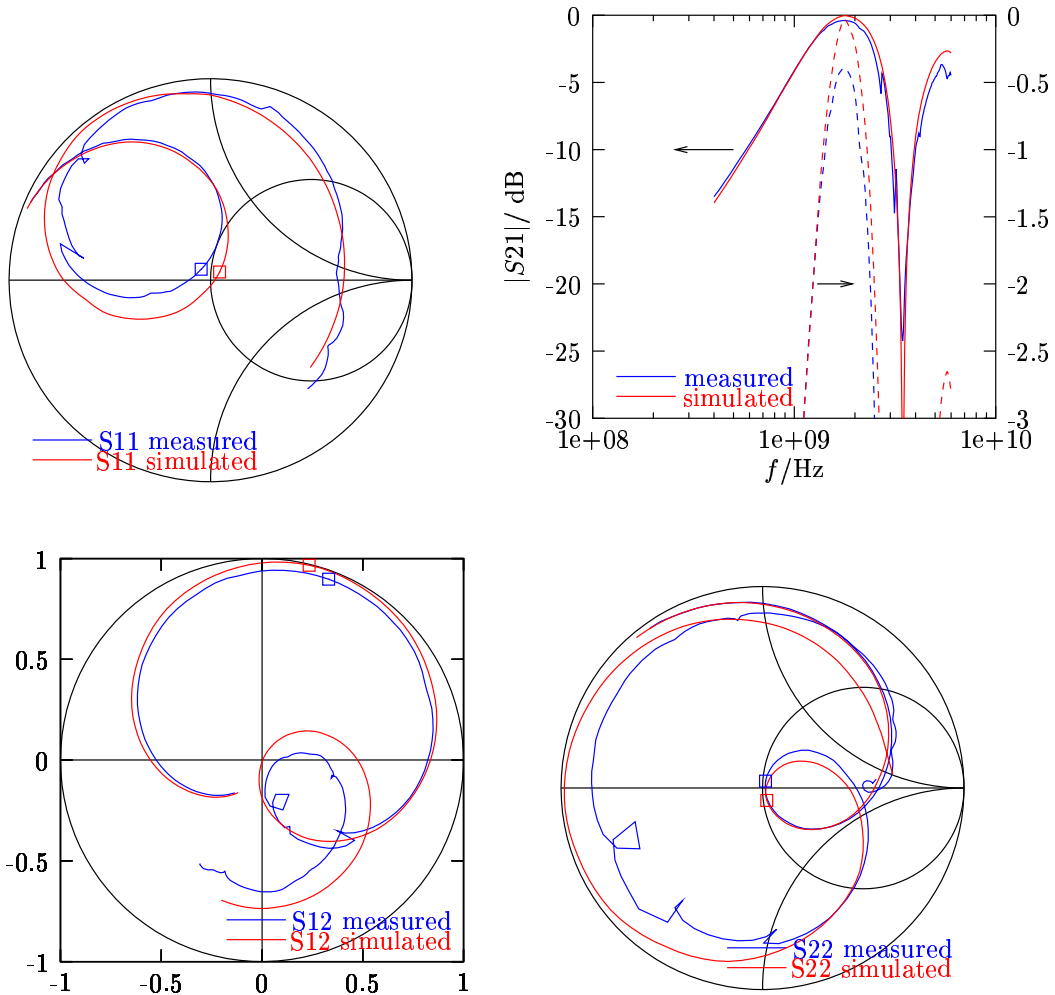 S11 measured
S11 simulated
0
-5
-10
-15
-20
-25
-30
|S21|/ dB
0
-0.5
-1
-1.5
-2
-2.5
-3
measured
simulated
1e+08
1e+09
1e+10
f/Hz
1
0.5
0
-0.5
-1
-1
-0.5
0
0.5
1
S12 measured
S12 simulated
S22 measured
S22 simulated